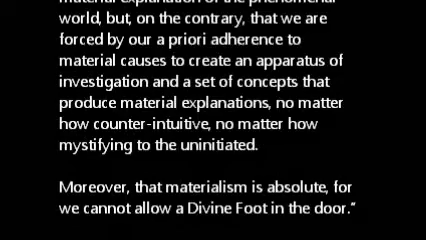 material explanation of the phenomenal
world, but, on the contrary, that we are
forced by our a priori adherence to
material causes to create an apparatus of
investigation and a set of concepts that
produce material explanations, no matter
how counter-intuitive, no matter how
mystifying to the uninitiated.
Moreover, that materialism is absolute, for
we cannot allow a Divine Foot in the door."